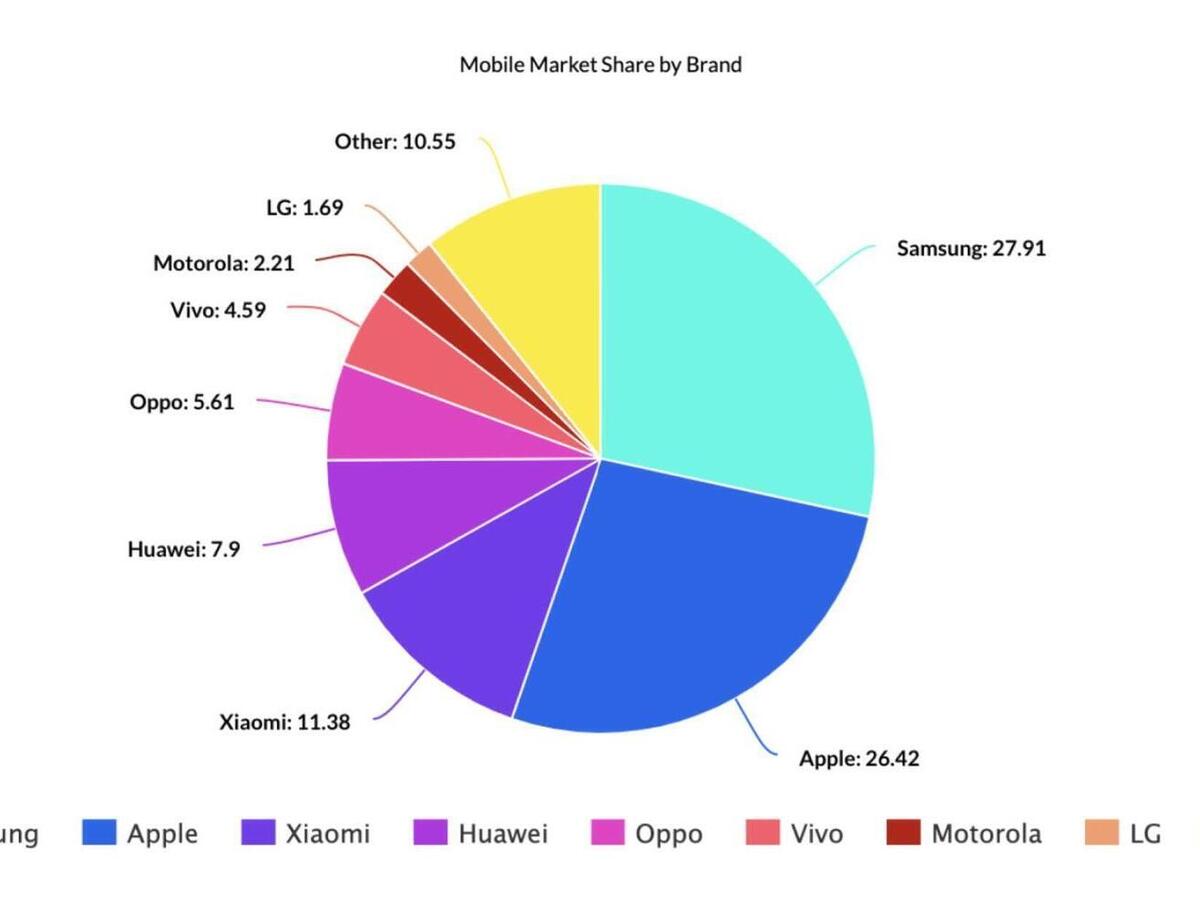 Mobile Market Share by Brand
Other: 10.55
LG: 1.69
Samsung: 27.91
Motorola: 2.21
Vivo: 4.59
Oppo: 5.61
Huawei: 7.9
Xiaomi: 11.38
Apple: 26.42
ung Apple Xiaomi Huawei Oppo Vivo Motorola LG